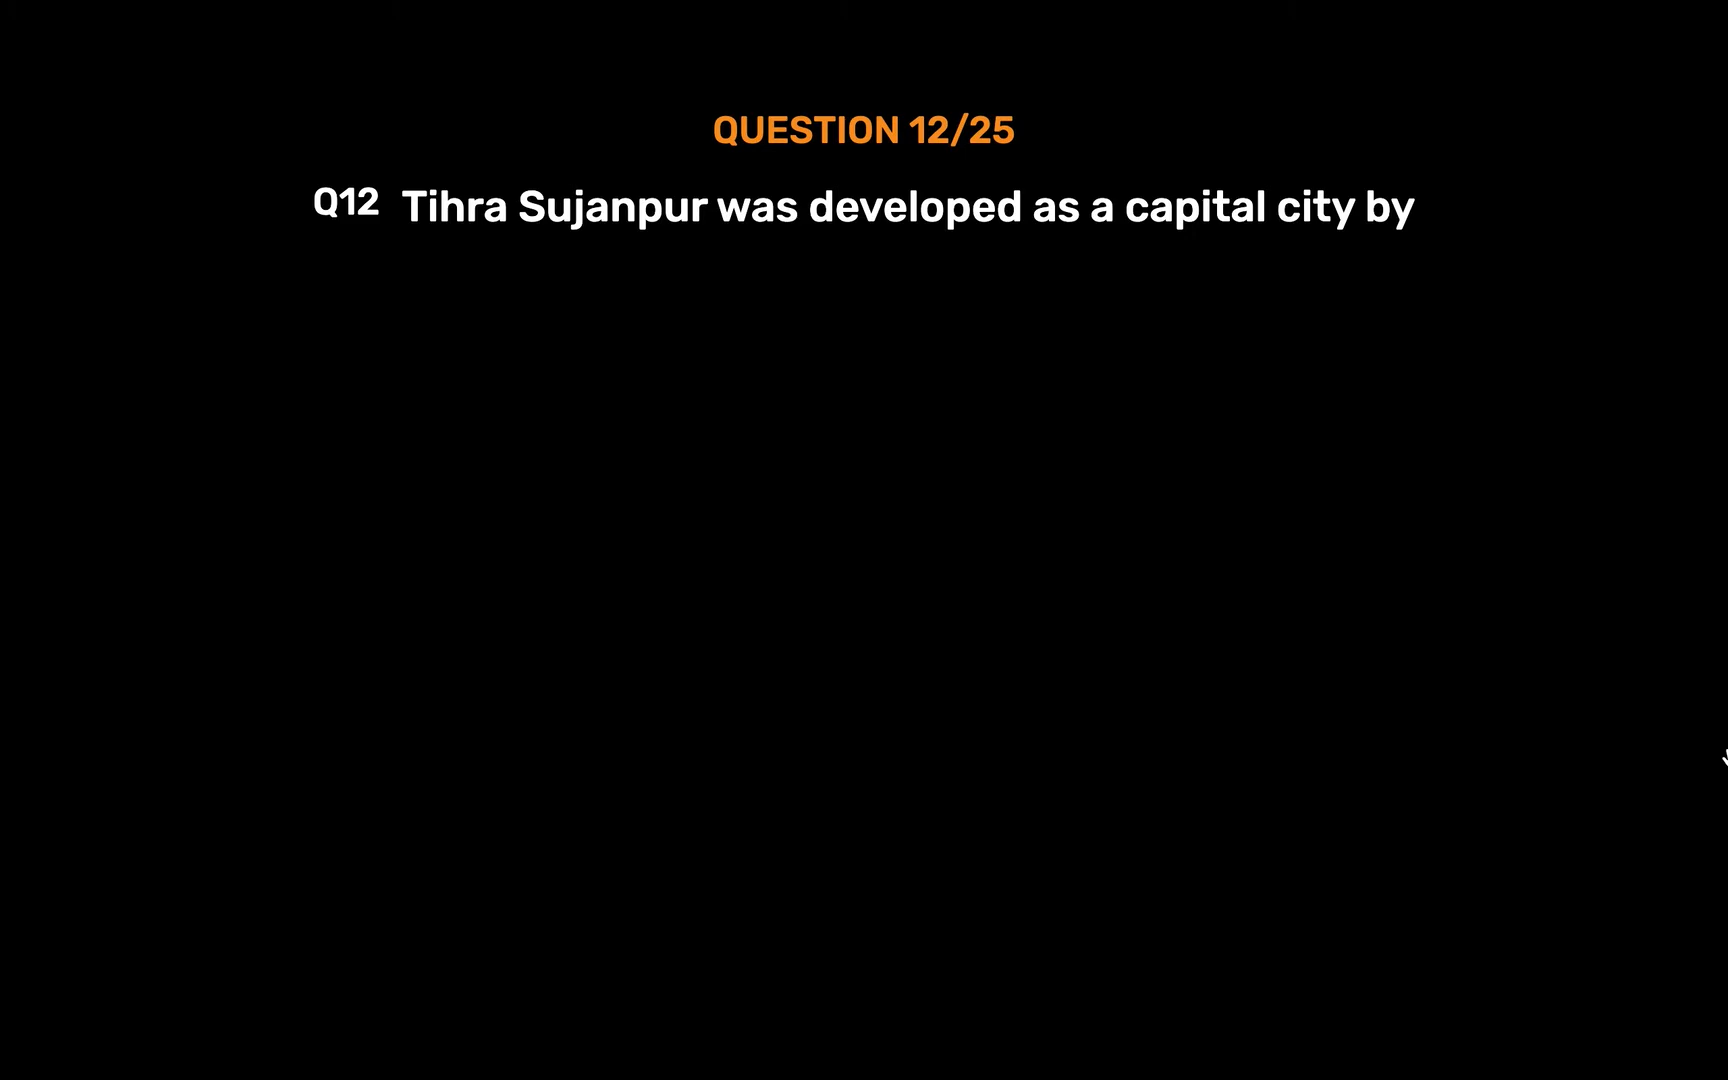 QUESTION 12/25
Q12 Tihra Sujanpur was developed as a capital city by